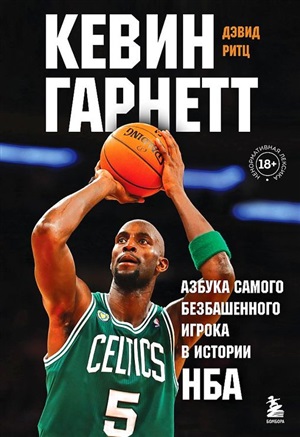 ДЭВИД
РИТЦ
КЕВИН
ГАРНЕТТ
18+
НЕНОРМАТИВНАЯ ЛЕКСИКА
АЗБУКА САМОГО
БЕЗБАШЕННОГО
ИГРОКА
В ИСТОРИИ
НБА
CELTICS
5
БОМБОРА